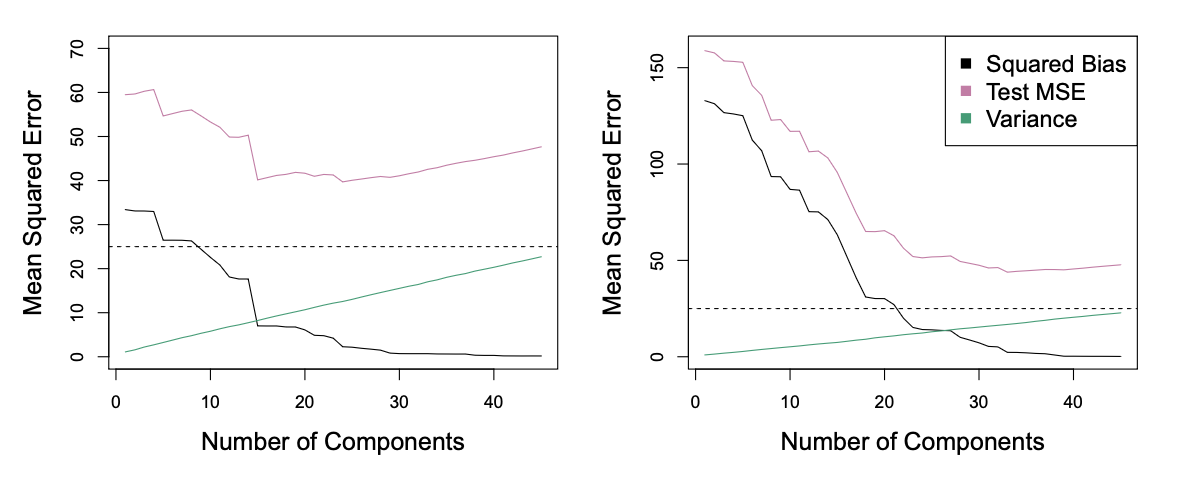 Mean Squared Error
70
60
50
40
30
20
10
0
0 10 20 30 40
Number of Components
Mean Squared Error
150
100
50
0
0 10 20 30 40
Number of Components
Squared Bias
Test MSE
Variance